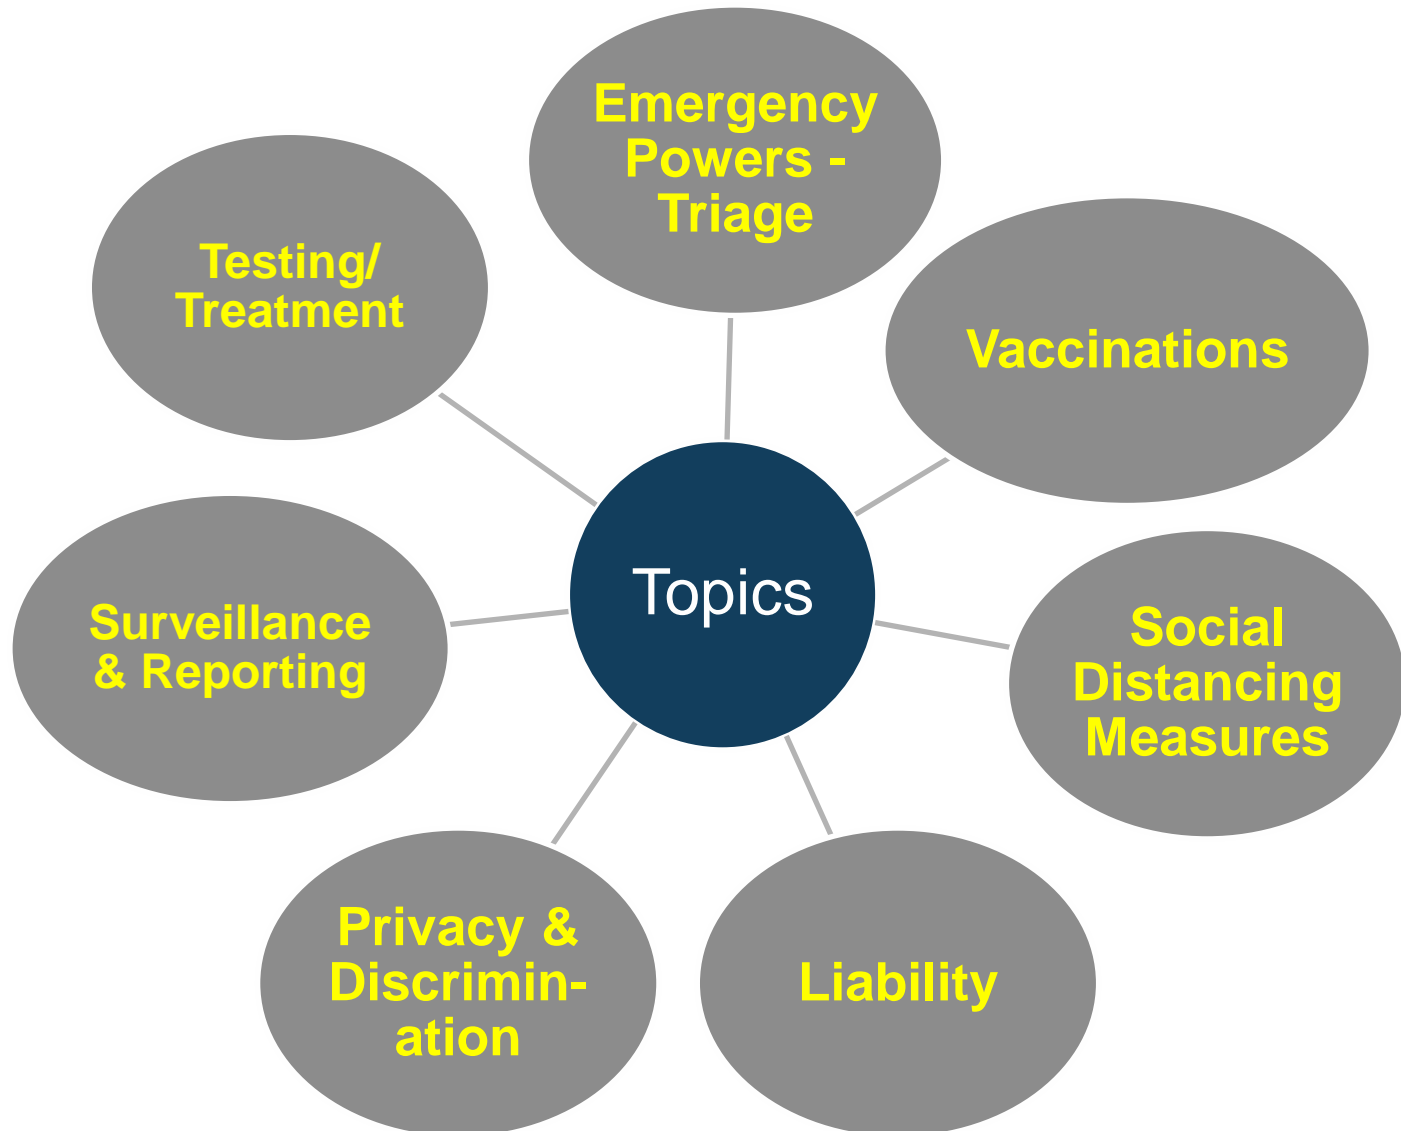 Emergency
Powers -
Triage
Testing/
Treatment
Vaccinations
Topics
Surveillance
& Reporting
Social
Distancing
Measures
Privacy &
Discrimin-
ation
Liability